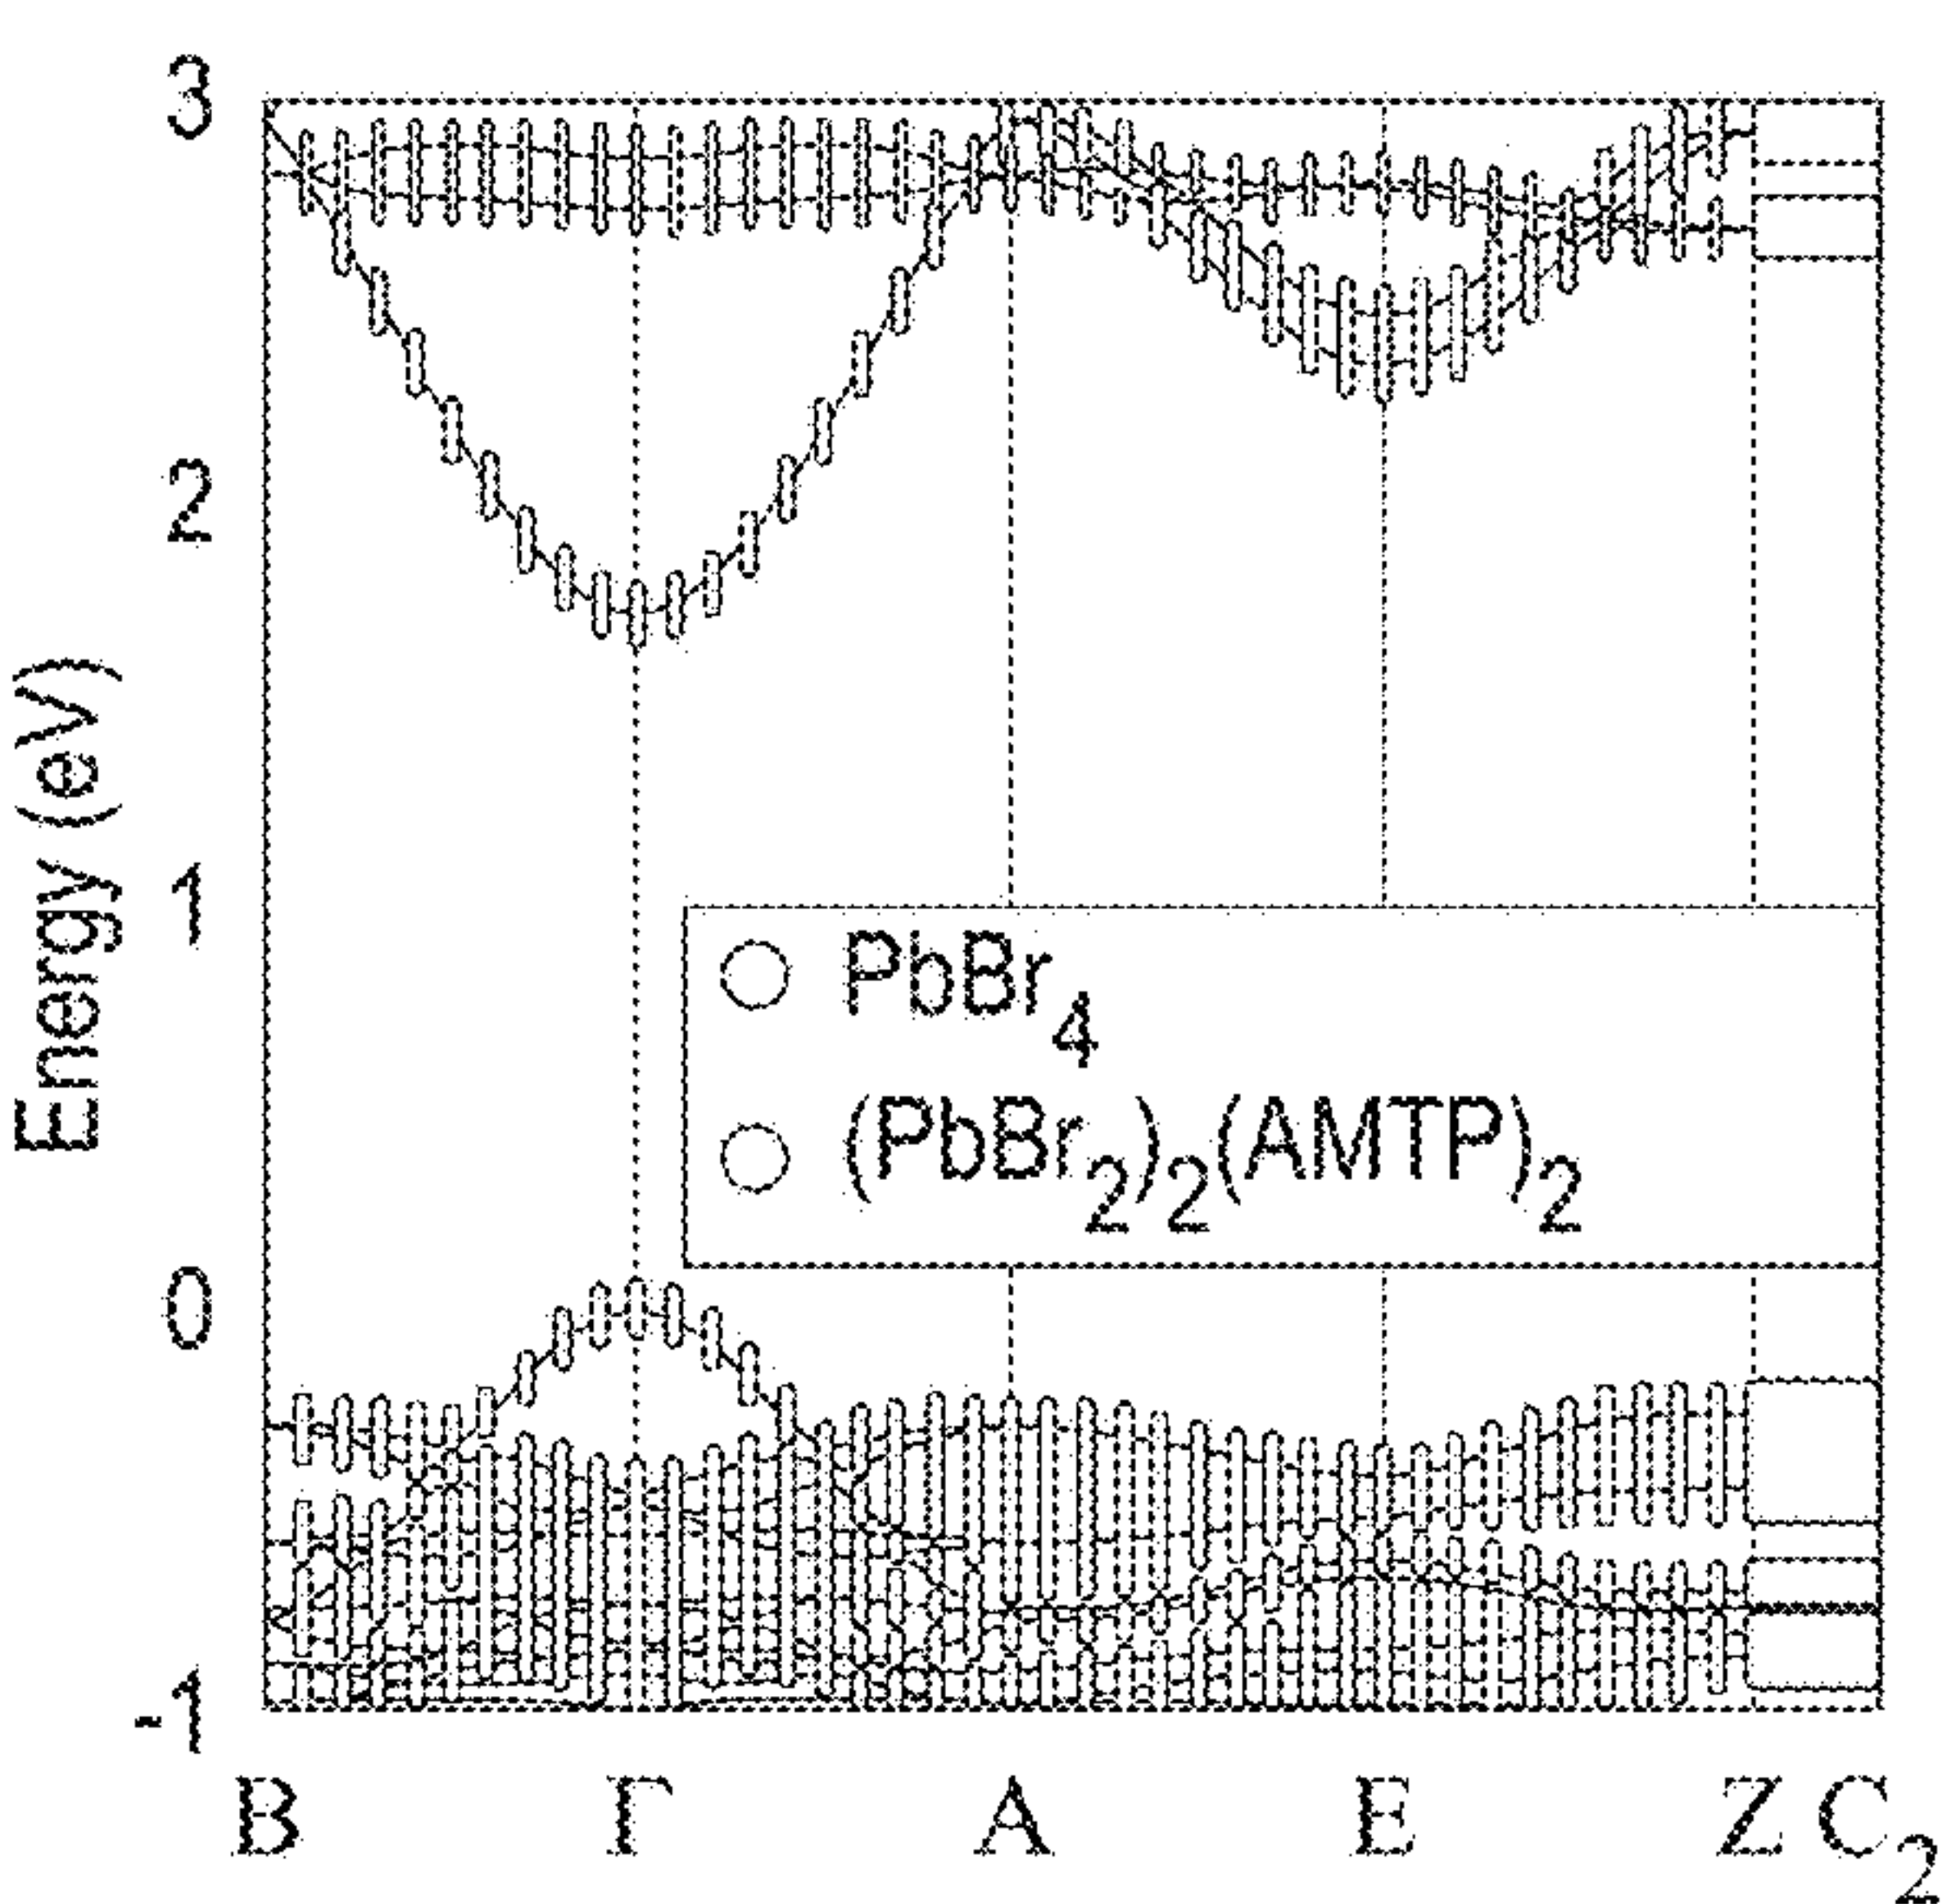 3
2
1
0
-1
Energy (eV)
PbBr₄
(PbBr₂)₂(AMTP)₂
B Γ A E Z C₂